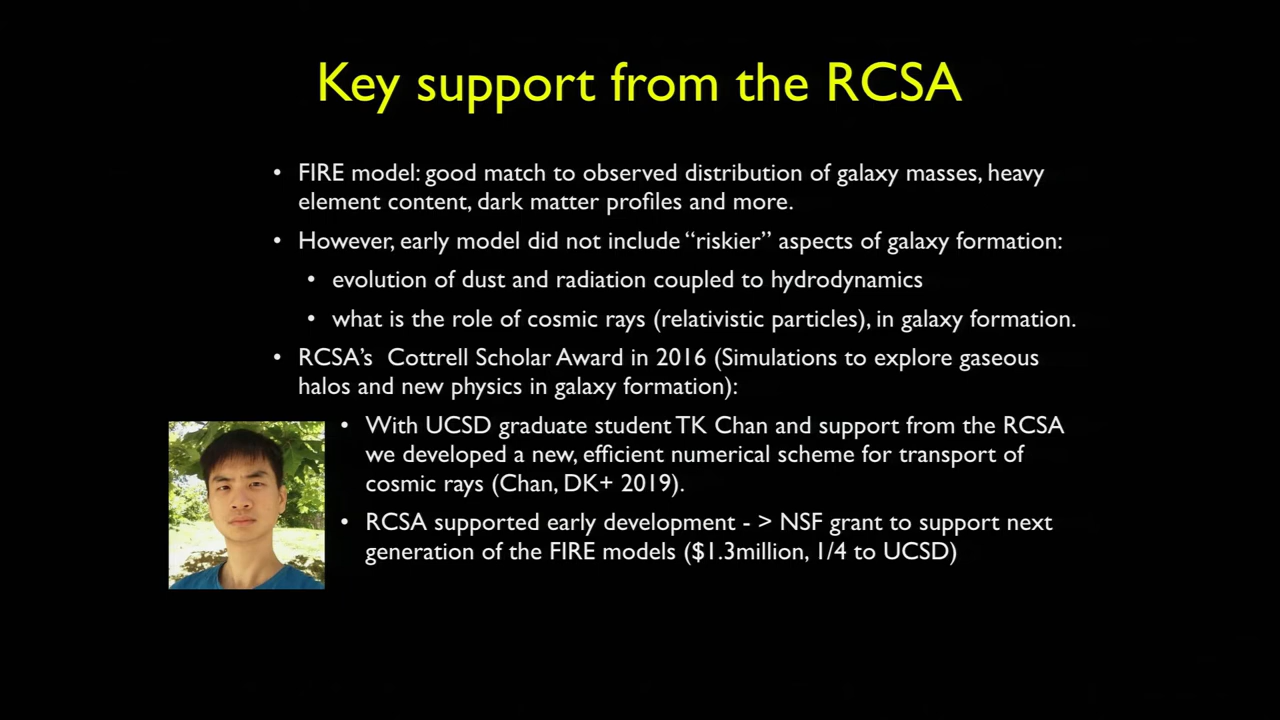 Key support from the RCSA
• FIRE model: good match to observed distribution of galaxy masses, heavy
element content, dark matter profiles and more.
• However, early model did not include “riskier” aspects of galaxy formation:
• evolution of dust and radiation coupled to hydrodynamics
• what is the role of cosmic rays (relativistic particles), in galaxy formation.
• RCSA’s Cottrell Scholar Award in 2016 (Simulations to explore gaseous
halos and new physics in galaxy formation):
• With UCSD graduate student TK Chan and support from the RCSA
we developed a new, efficient numerical scheme for transport of
cosmic rays (Chan, DK+ 2019).
• RCSA supported early development - > NSF grant to support next
generation of the FIRE models ($1.3million, 1/4 to UCSD)